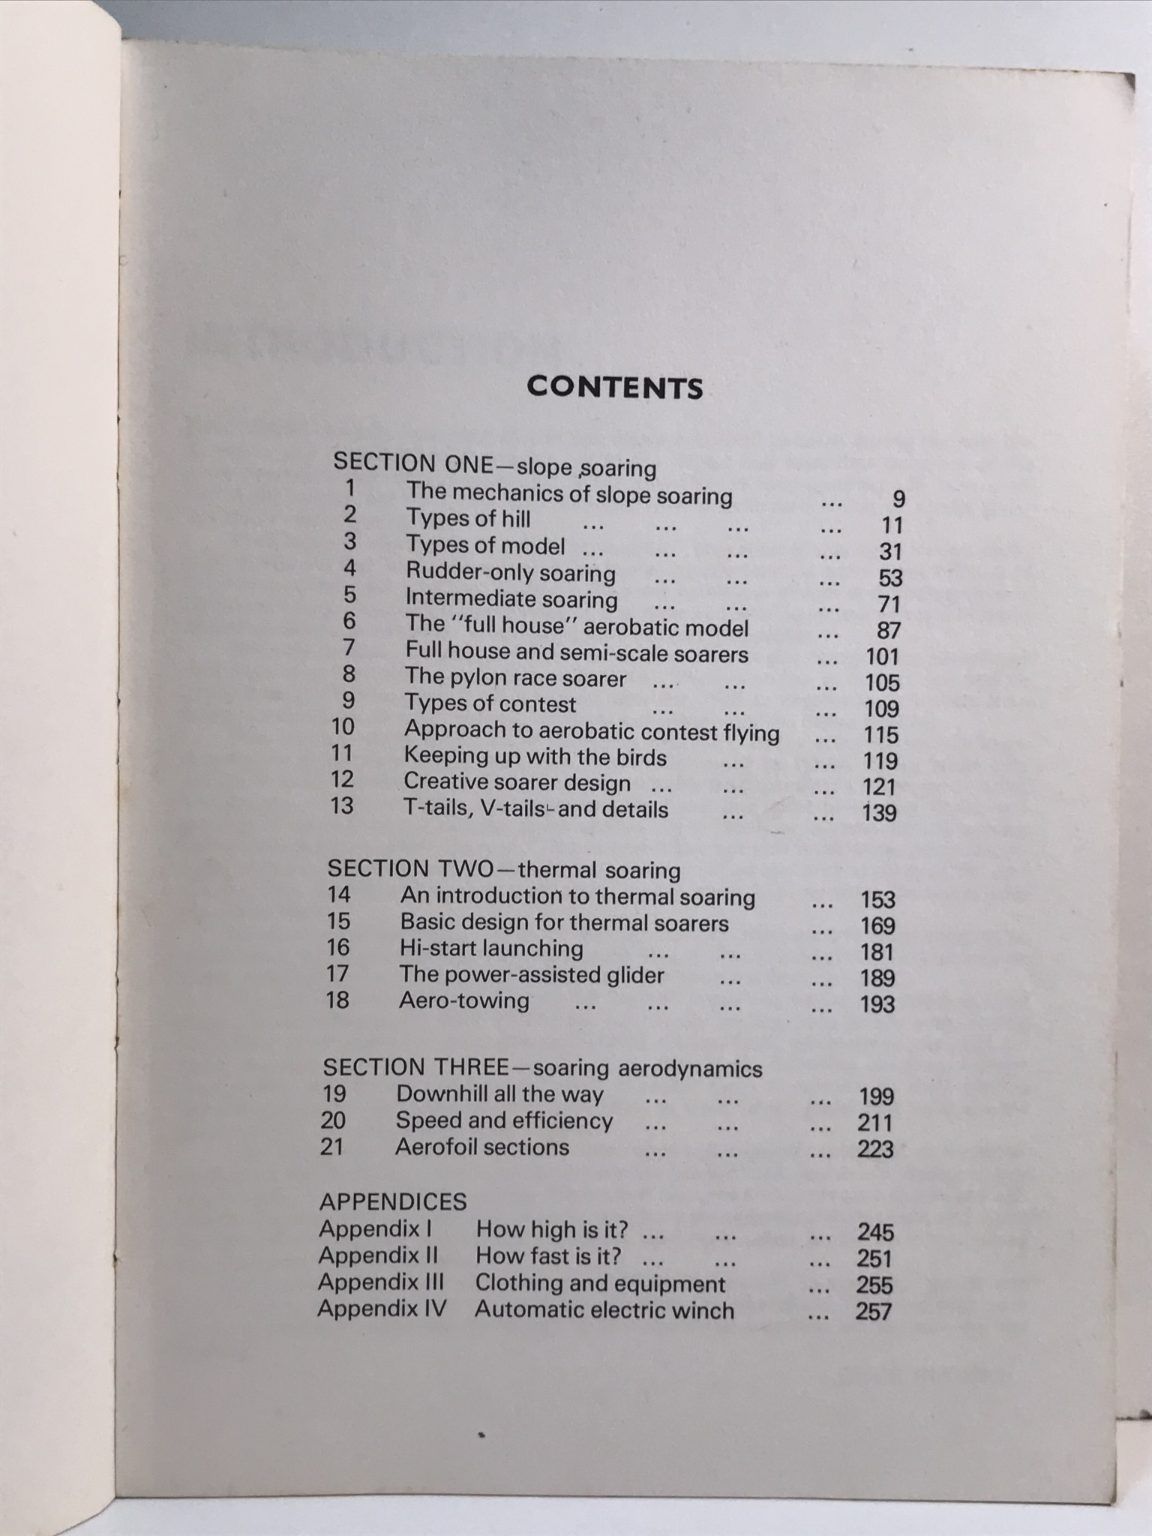 CONTENTS
SECTION ONE—slope soaring
1 The mechanics of slope soaring ... 9
2 Types of hill ... ... ... ... 11
3 Types of model ... ... ... ... 31
4 Rudder-only soaring ... ... ... 53
5 Intermediate soaring ... ... ... 71
6 The "full house" aerobatic model ... 87
7 Full house and semi-scale soarers ... 101
8 The pylon race soarer ... ... ... 105
9 Types of contest ... ... ... 109
10 Approach to aerobatic contest flying ... 115
11 Keeping up with the birds ... ... 119
12 Creative soarer design ... ... ... 121
13 T-tails, V-tails and details ... ... 139
SECTION TWO—thermal soaring
14 An introduction to thermal soaring ... 153
15 Basic design for thermal soarers ... 169
16 Hi-start launching ... ... ... 181
17 The power-assisted glider ... ... 189
18 Aero-towing ... ... ... ... 193
SECTION THREE—soaring aerodynamics
19 Downhill all the way ... ... ... 199
20 Speed and efficiency ... ... ... 211
21 Aerofoil sections ... ... ... 223
APPENDICES
Appendix I How high is it? ... ... ... 245
Appendix II How fast is it? ... ... ... 251
Appendix III Clothing and equipment ... 255
Appendix IV Automatic electric winch ... 257